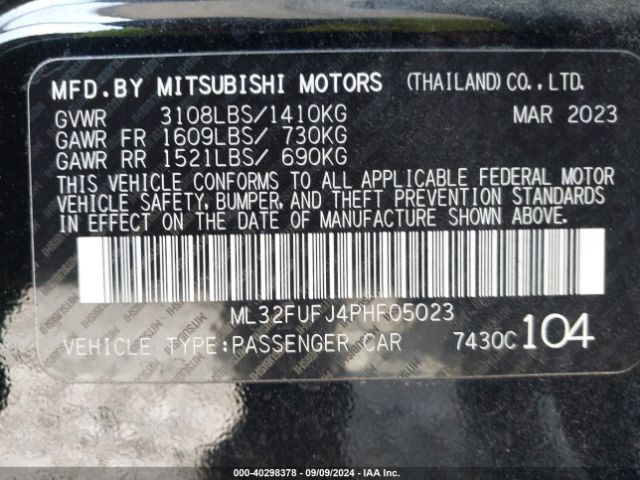 MFD.BY MITSUBISHI MOTORS (THAILAND) CO.,LTD.
GVWR 3108LBS/1410KG MAR 2023
GAWR FR 1609LBS/ 730KG
GAWR RR 1521LBS/ 690KG
THIS VEHICLE CONFORMS TO ALL APPLICABLE FEDERAL MOTOR
VEHICLE SAFETY, BUMPER, AND THEFT PREVENTION STANDARDS
IN EFFECT ON THE DATE OF MANUFACTURE SHOWN ABOVE.
ML32FUFJ4PHF05023
VEHICLE TYPE:PASSENGER CAR 7430C 104
000-40298378 - 09/09/2024 - IAA Inc.